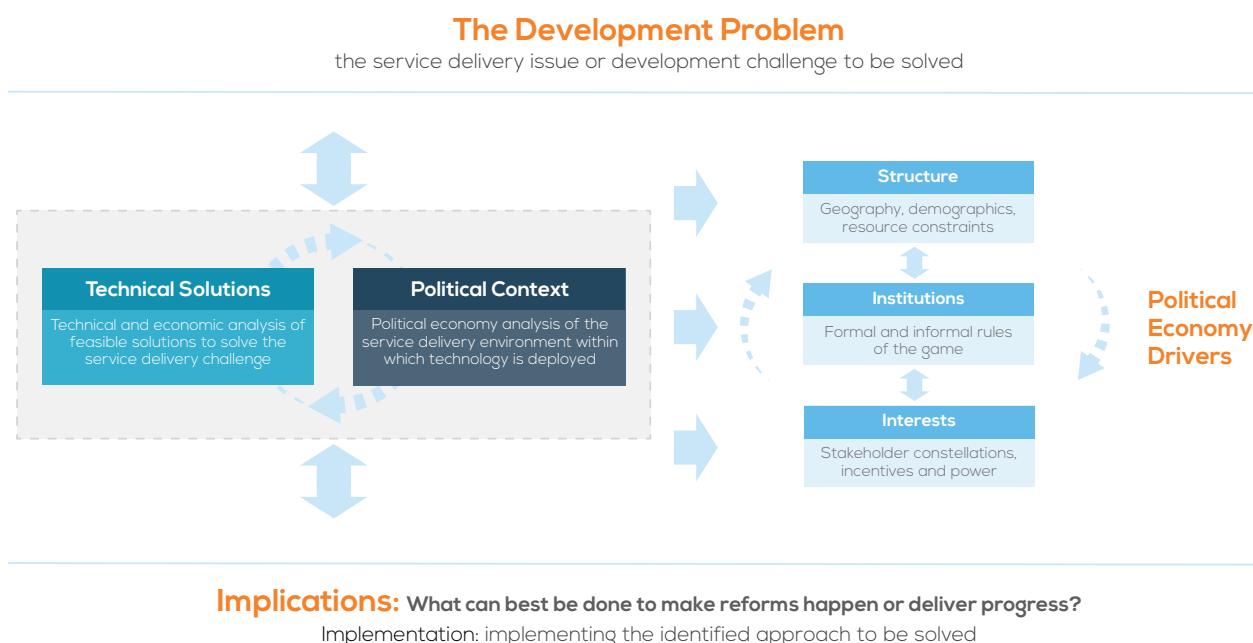 The Development Problem
the service delivery issue or development challenge to be solved
Technical Solutions
Technical and economic analysis of
feasible solutions to solve the
service delivery challenge
Political Context
Political economy analysis of the
service delivery environment within
which technology is deployed
Structure
Geography, demographics,
resource constraints
Institutions
Formal and informal rules
of the game
Interests
Stakeholder constellations,
incentives and power
Political
Economy
Drivers
Implications: What can best be done to make reforms happen or deliver progress?
Implementation: implementing the identified approach to be solved